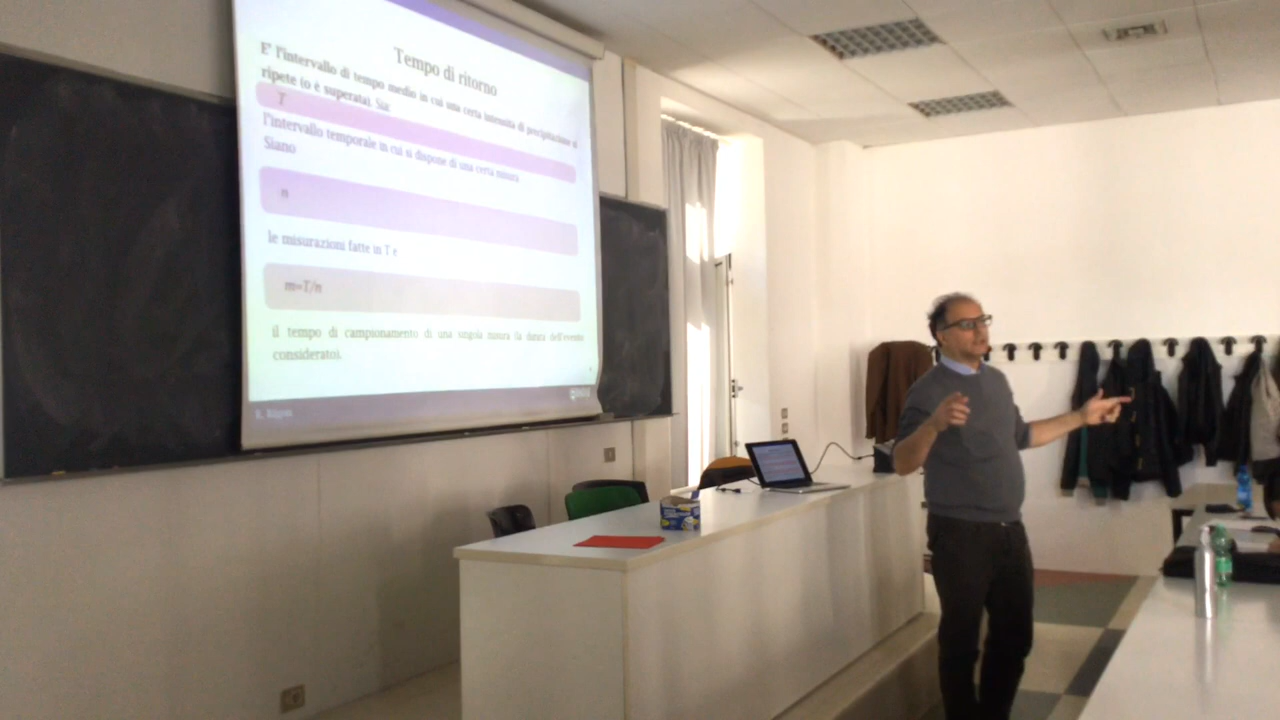 Tempo di ritorno
E' l'intervallo di tempo medio in cui una certa intensità di precipitazione si
ripete (o è superata). Sia:
T
l'intervallo temporale in cui si dispone di una certa misura
Siano
n
le misurazioni fatte in T e
m=T/n
il tempo di campionamento di una singola misura (la durata dell'evento
considerato).